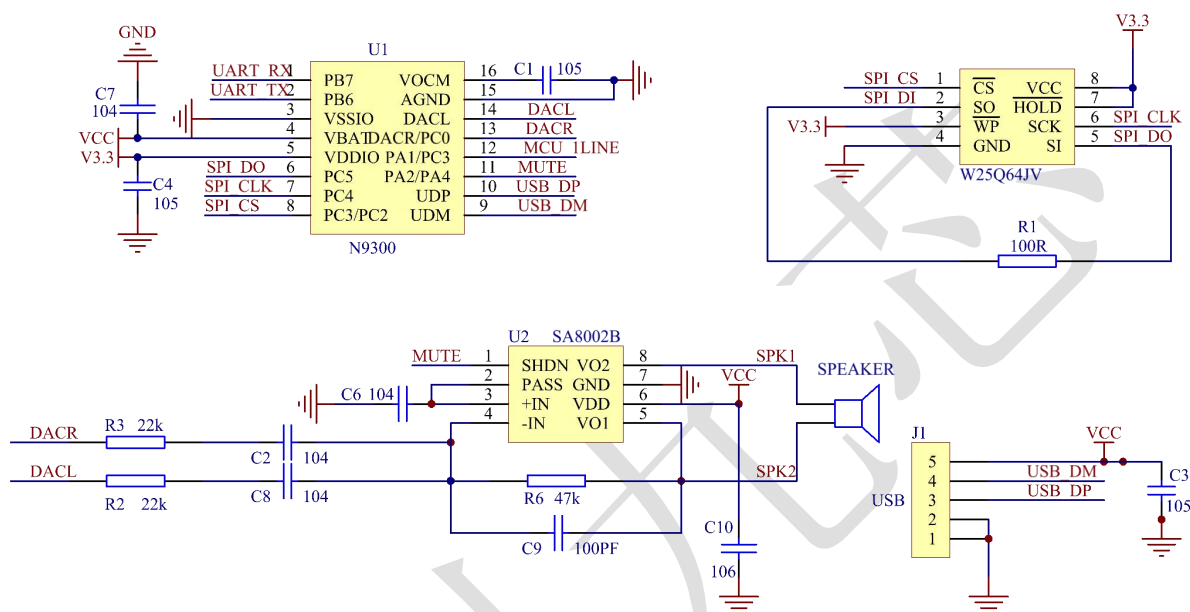 GND
C7
104
VCC
V3.3
C4
105
U1
UART_RX 1 PB7 VOCM 16 C1 105
UART_TX 2 PB6 AGND 15
3 VSSIO DACL 14 DACL
4 VBAT DACR/PC0 13 DACR
5 VDDIO PA1/PC3 12 MCU_1LINE
SPI_DO 6 PC5 PA2/PA4 11 MUTE
SPI_CLK 7 PC4 UDP 10 USB_DP
SPI_CS 8 PC3/PC2 UDM 9 USB_DM
N9300
V3.3
SPI_CS 1 CS VCC 8
SPI_DI 2 SO HOLD 7
V3.3 3 WP SCK 6 SPI_CLK
4 GND SI 5 SPI_DO
W25Q64JV
R1
100R
U2 SA8002B
MUTE 1 SHDN VO2 8 SPK1
2 PASS GND 7
C6 104 3 +IN VDD 6 VCC
4 -IN VO1 5
SPEAKER
DACR R3 22k C2 104
DACL R2 22k C8 104
R6 47k SPK2
C9 100PF
C10
106
J1
USB
5 VCC
4 USB_DM
3 USB_DP
2
1
C3
105
九芯